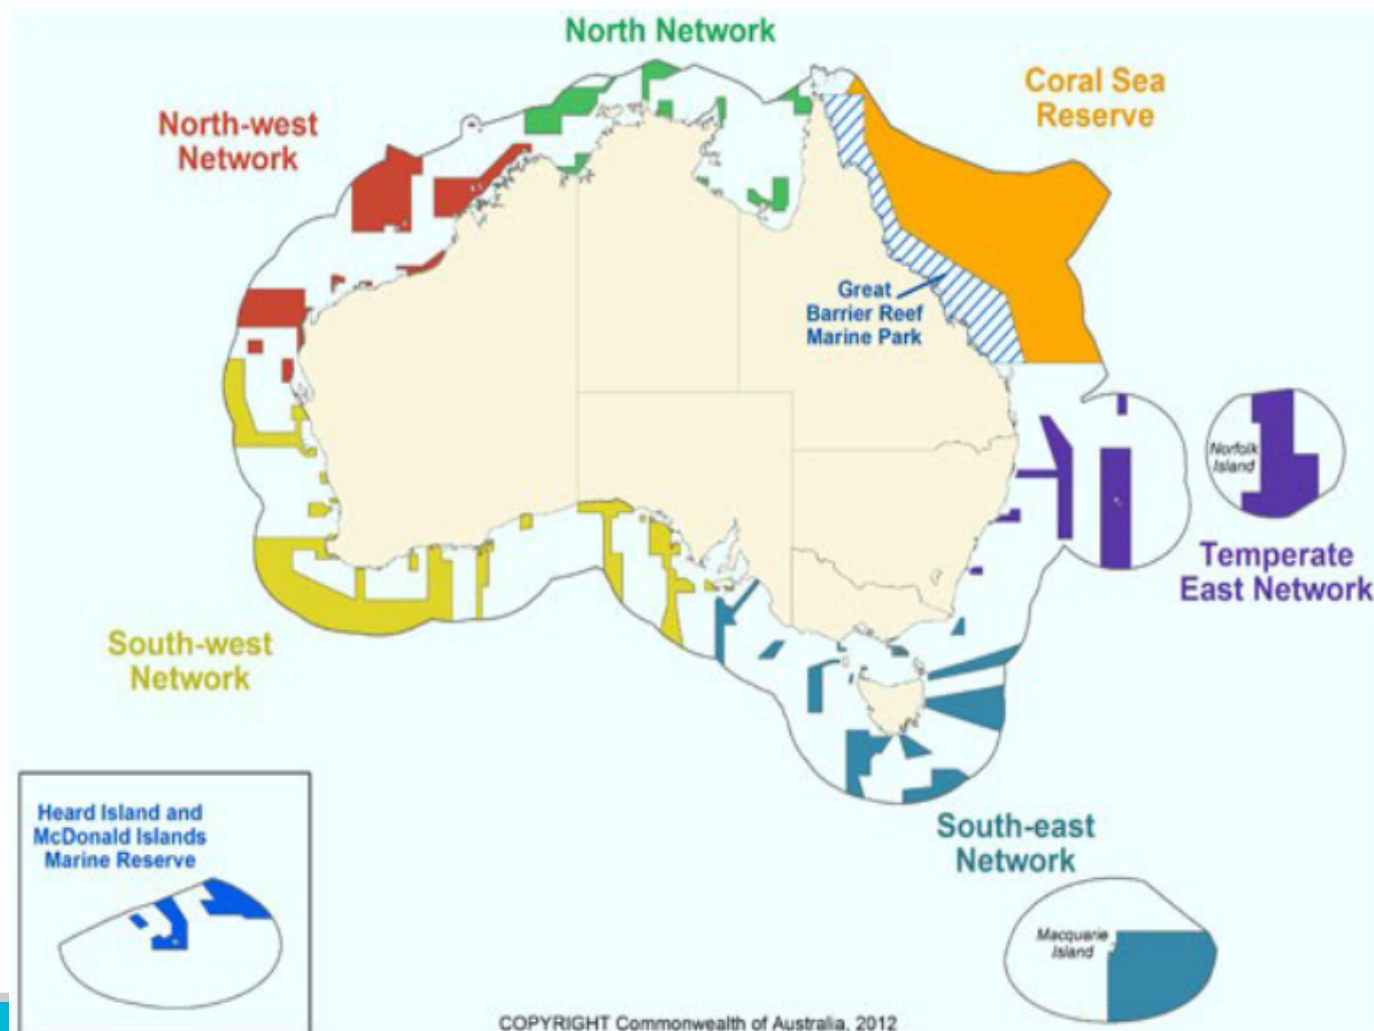 North Network
Coral Sea
Reserve
North-west
Network
Great
Barrier Reef
Marine Park
Norfolk
Island
Temperate
East Network
South-west
Network
Heard Island and
McDonald Islands
Marine Reserve
South-east
Network
Macquarie
Island
COPYRIGHT Commonwealth of Australia, 2012